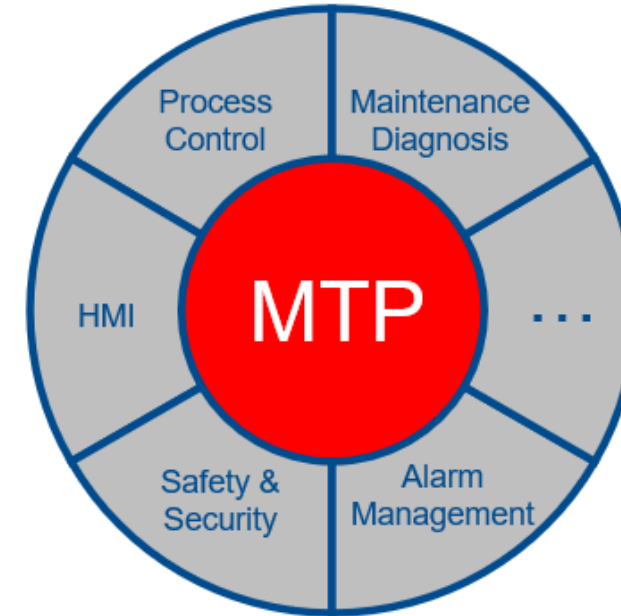 Process
Control
Maintenance
Diagnosis
HMI
MTP
...
Safety &
Security
Alarm
Management